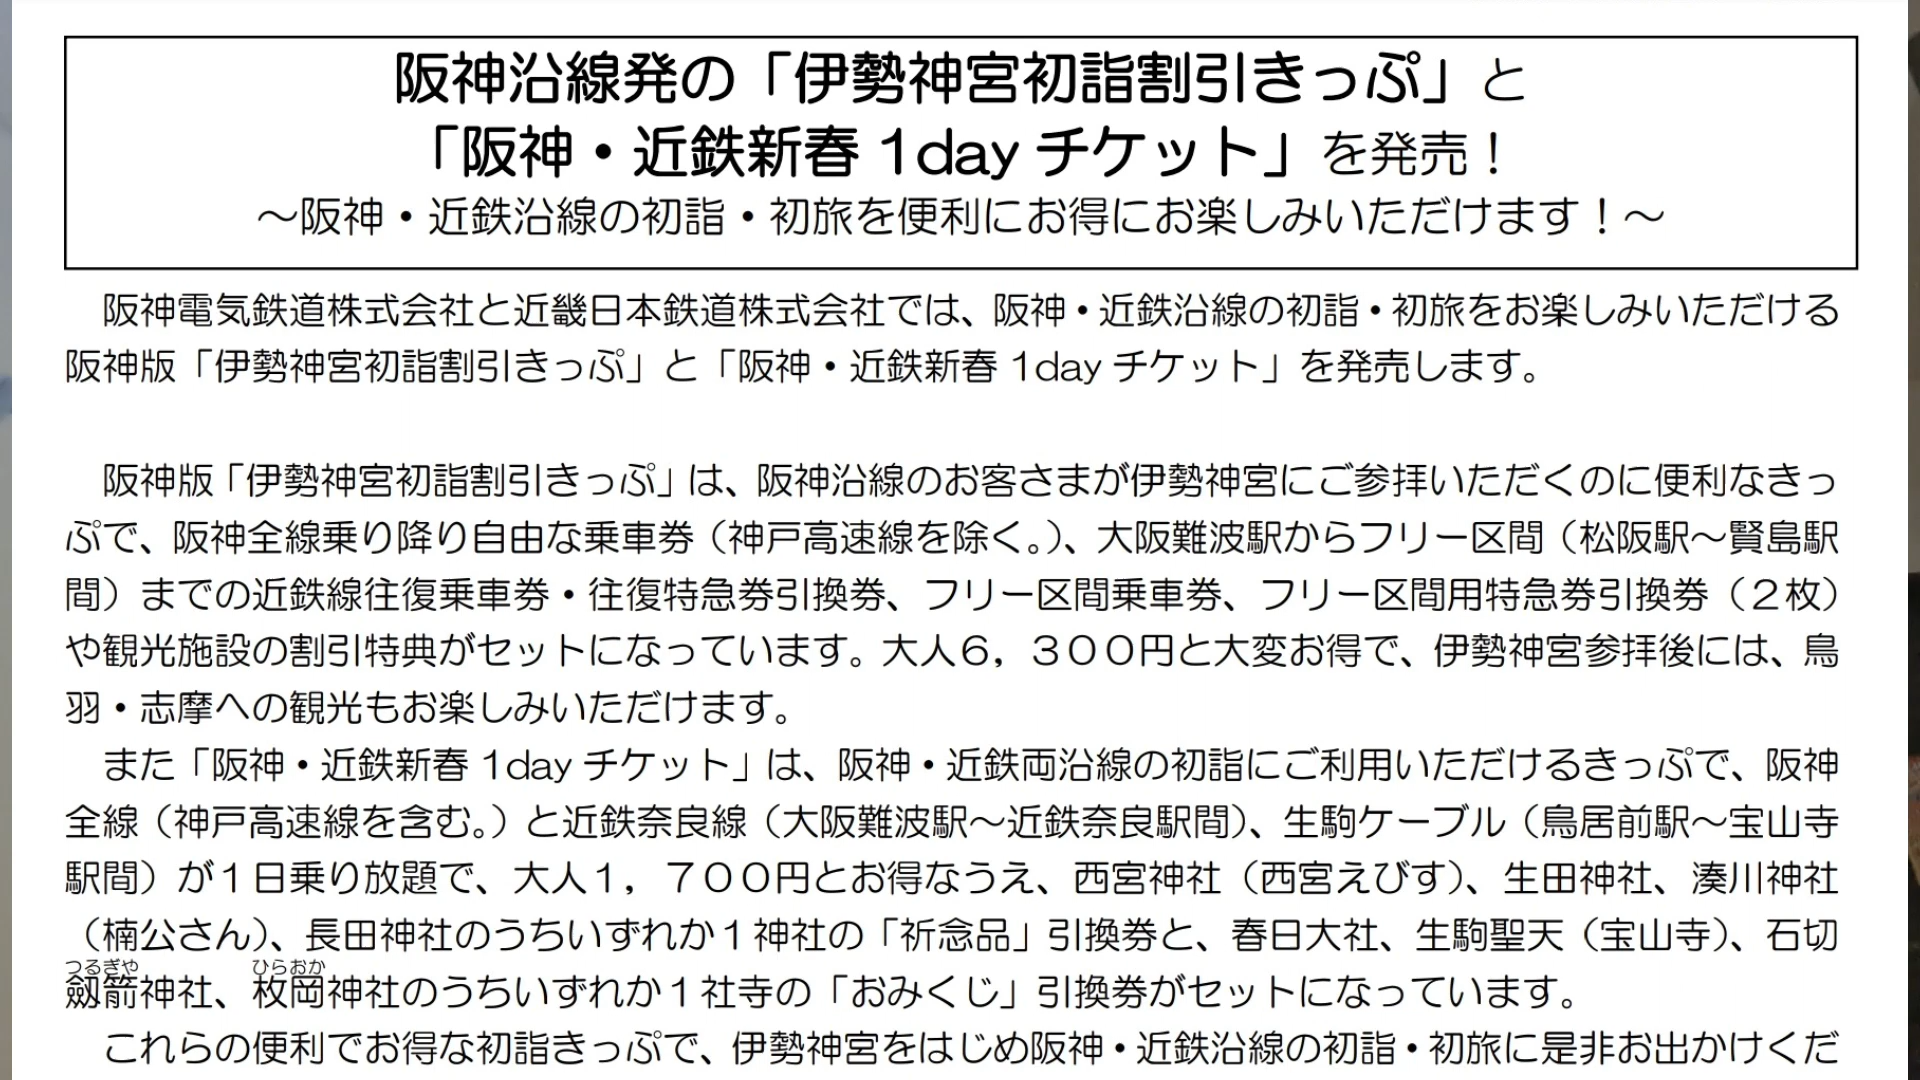 阪神沿線発の「伊勢神宮初詣割引きっぷ」と
「阪神・近鉄新春 1day チケット」を発売！
～阪神・近鉄沿線の初詣・初旅を便利にお得にお楽しみいただけます！～
阪神電気鉄道株式会社と近畿日本鉄道株式会社では、阪神・近鉄沿線の初詣・初旅をお楽しみいただける
阪神版「伊勢神宮初詣割引きっぷ」と「阪神・近鉄新春 1day チケット」を発売します。
阪神版「伊勢神宮初詣割引きっぷ」は、阪神沿線のお客さまが伊勢神宮にご参拝いただくのに便利なきっ
ぷで、阪神全線乗り降り自由な乗車券（神戸高速線を除く。）、大阪難波駅からフリー区間（松阪駅～賢島駅
間）までの近鉄線往復乗車券・往復特急券引換券、フリー区間乗車券、フリー区間用特急券引換券（２枚）
や観光施設の割引特典がセットになっています。大人６，３００円と大変お得で、伊勢神宮参拝後には、鳥
羽・志摩への観光もお楽しみいただけます。
また「阪神・近鉄新春 1day チケット」は、阪神・近鉄両沿線の初詣にご利用いただけるきっぷで、阪神
全線（神戸高速線を含む。）と近鉄奈良線（大阪難波駅～近鉄奈良駅間）、生駒ケーブル（鳥居前駅～宝山寺
駅間）が１日乗り放題で、大人１，７００円とお得なうえ、西宮神社（西宮えびす）、生田神社、湊川神社
（楠公さん）、長田神社のうちいずれか１神社の「祈念品」引換券と、春日大社、生駒聖天（宝山寺）、石切
つるぎや ひらおか
劔箭神社、枚岡神社のうちいずれか１社寺の「おみくじ」引換券がセットになっています。
これらの便利でお得な初詣きっぷで、伊勢神宮をはじめ阪神・近鉄沿線の初詣・初旅に是非お出かけくだ